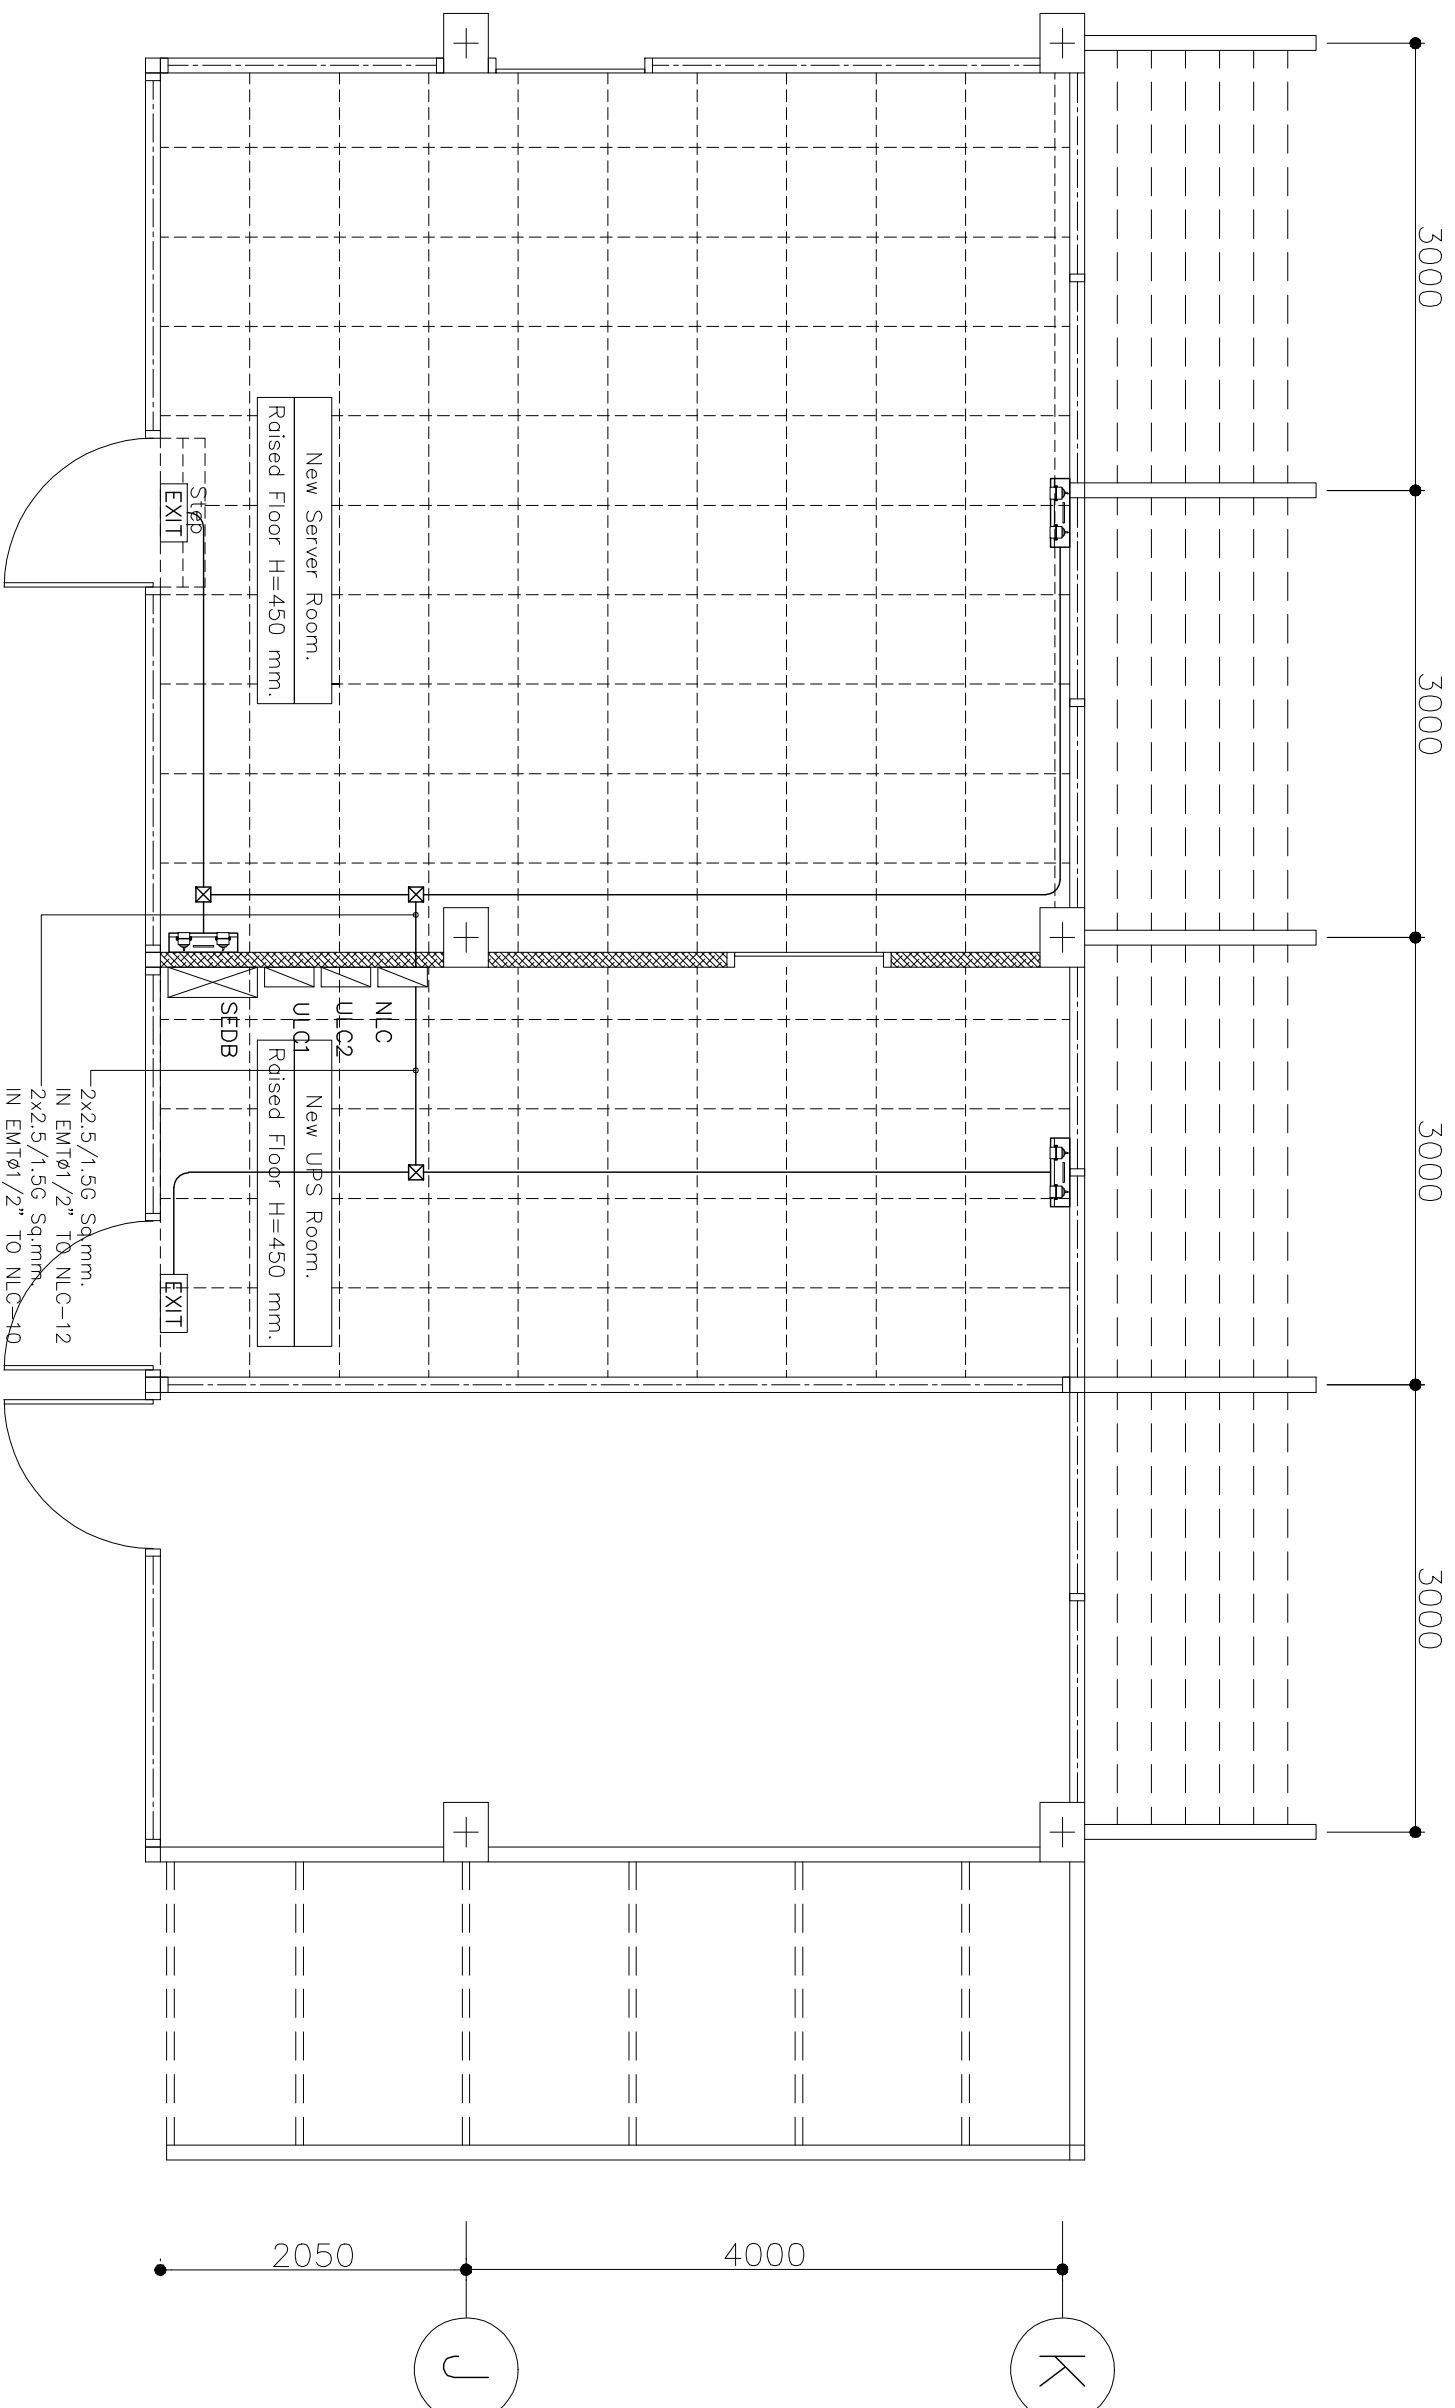 3000
3000
3000
3000
New Server Room.
Raised Floor H=450 mm.
Step
EXIT
NLC
ULC2
ULC1
SEDB
New UPS Room.
Raised Floor H=450 mm.
EXIT
2x2.5/1.5G Sq.mm.
IN EMTø1/2" TO NLC-12
2x2.5/1.5G Sq.mm.
IN EMTø1/2" TO NLC-10
2050
4000
J
K